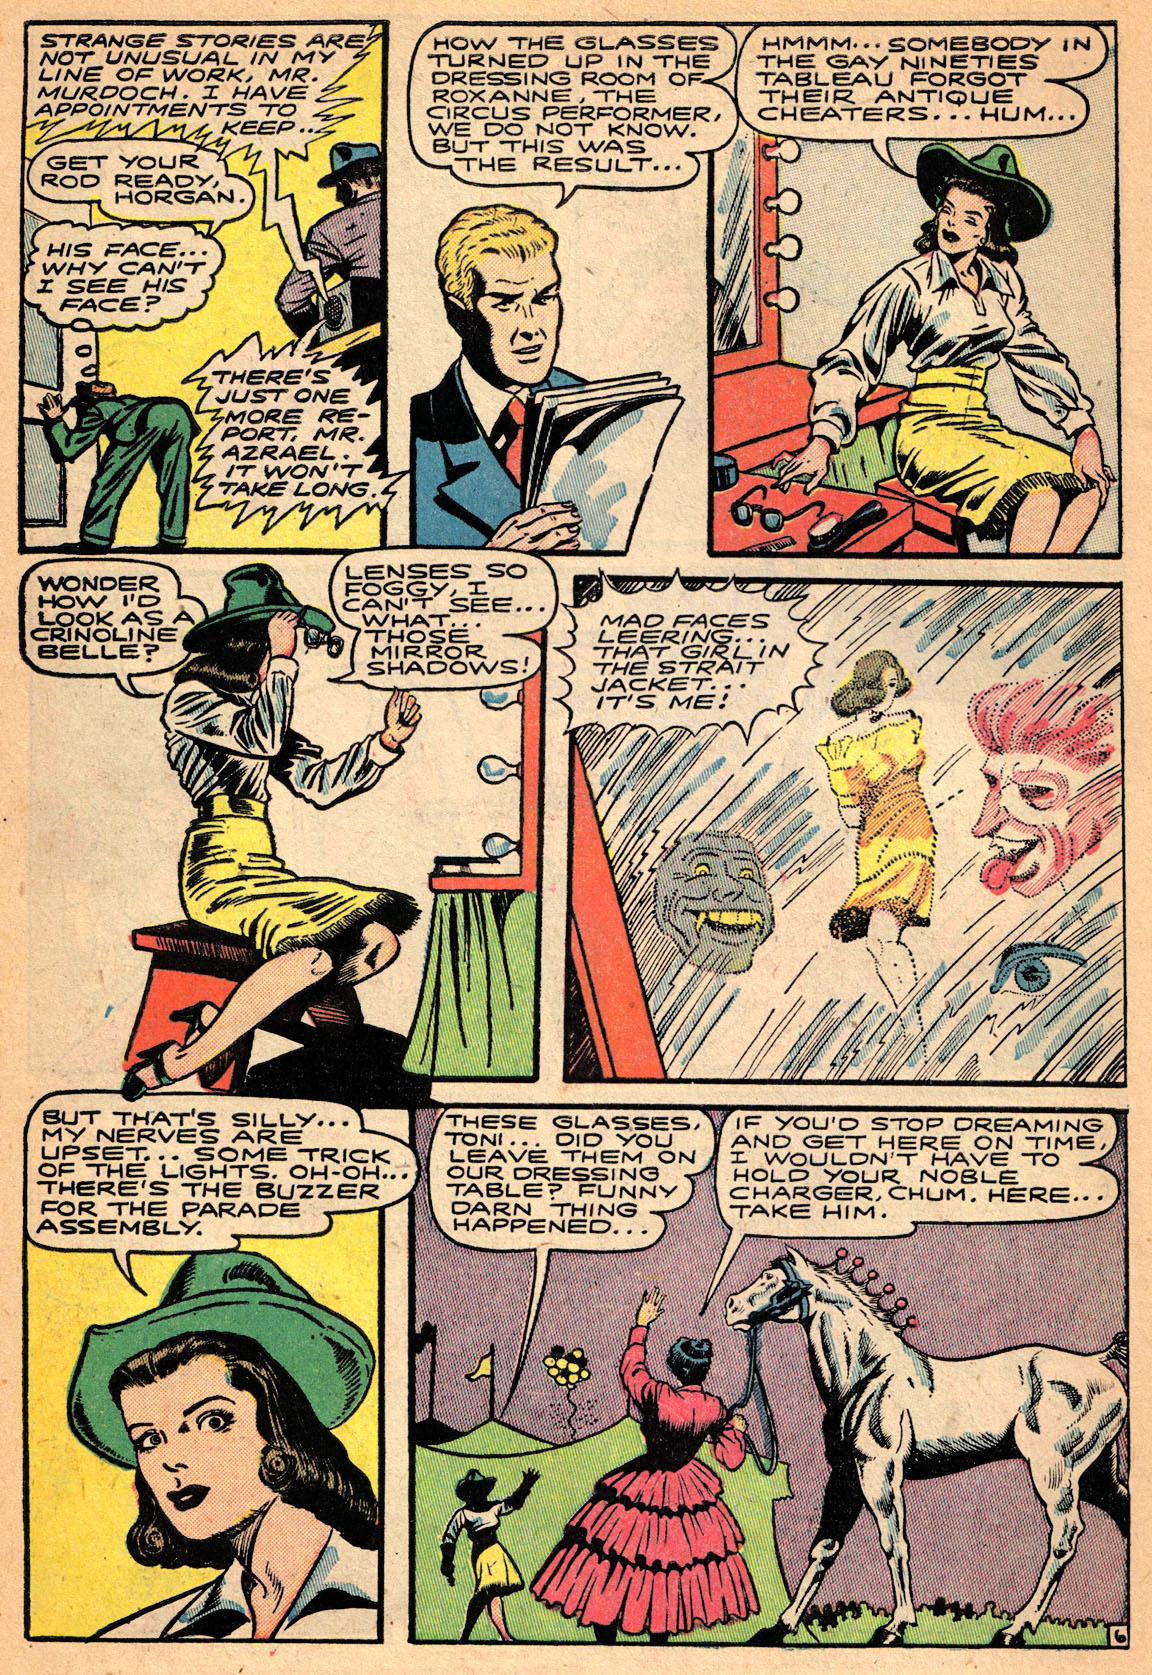 STRANGE STORIES ARE
NOT UNUSUAL IN MY
LINE OF WORK, MR.
MURDOCH. I HAVE
APPOINTMENTS TO
KEEP...
GET YOUR
ROD READY,
HORGAN.
HIS FACE...
WHY CAN'T
I SEE HIS
FACE?
THERE'S
JUST ONE
MORE RE-
PORT, MR.
AZRAEL.
IT WON'T
TAKE LONG.
HOW THE GLASSES
TURNED UP IN THE
DRESSING ROOM OF
ROXANNE, THE
CIRCUS PERFORMER,
WE DO NOT KNOW.
BUT THIS WAS
THE RESULT...
HMMM... SOMEBODY IN
THE GAY NINETIES
TABLEAU FORGOT
THEIR ANTIQUE
CHEATERS... HUM...
WONDER
HOW I'D
LOOK AS A
CRINOLINE
BELLE?
LENSES SO
FOGGY, I
CAN'T SEE...
WHAT...
THOSE
MIRROR
SHADOWS!
MAD FACES
LEERING...
THAT GIRL IN
THE STRAIT
JACKET...
IT'S ME!
BUT THAT'S SILLY...
MY NERVES ARE
UPSET... SOME TRICK
OF THE LIGHTS. OH-OH...
THERE'S THE BUZZER
FOR THE PARADE
ASSEMBLY.
THESE GLASSES,
TONI... DID YOU
LEAVE THEM ON
OUR DRESSING
TABLE? FUNNY
DARN THING
HAPPENED...
IF YOU'D STOP DREAMING
AND GET HERE ON TIME,
I WOULDN'T HAVE TO
HOLD YOUR NOBLE
CHARGER, CHUM. HERE...
TAKE HIM.
6